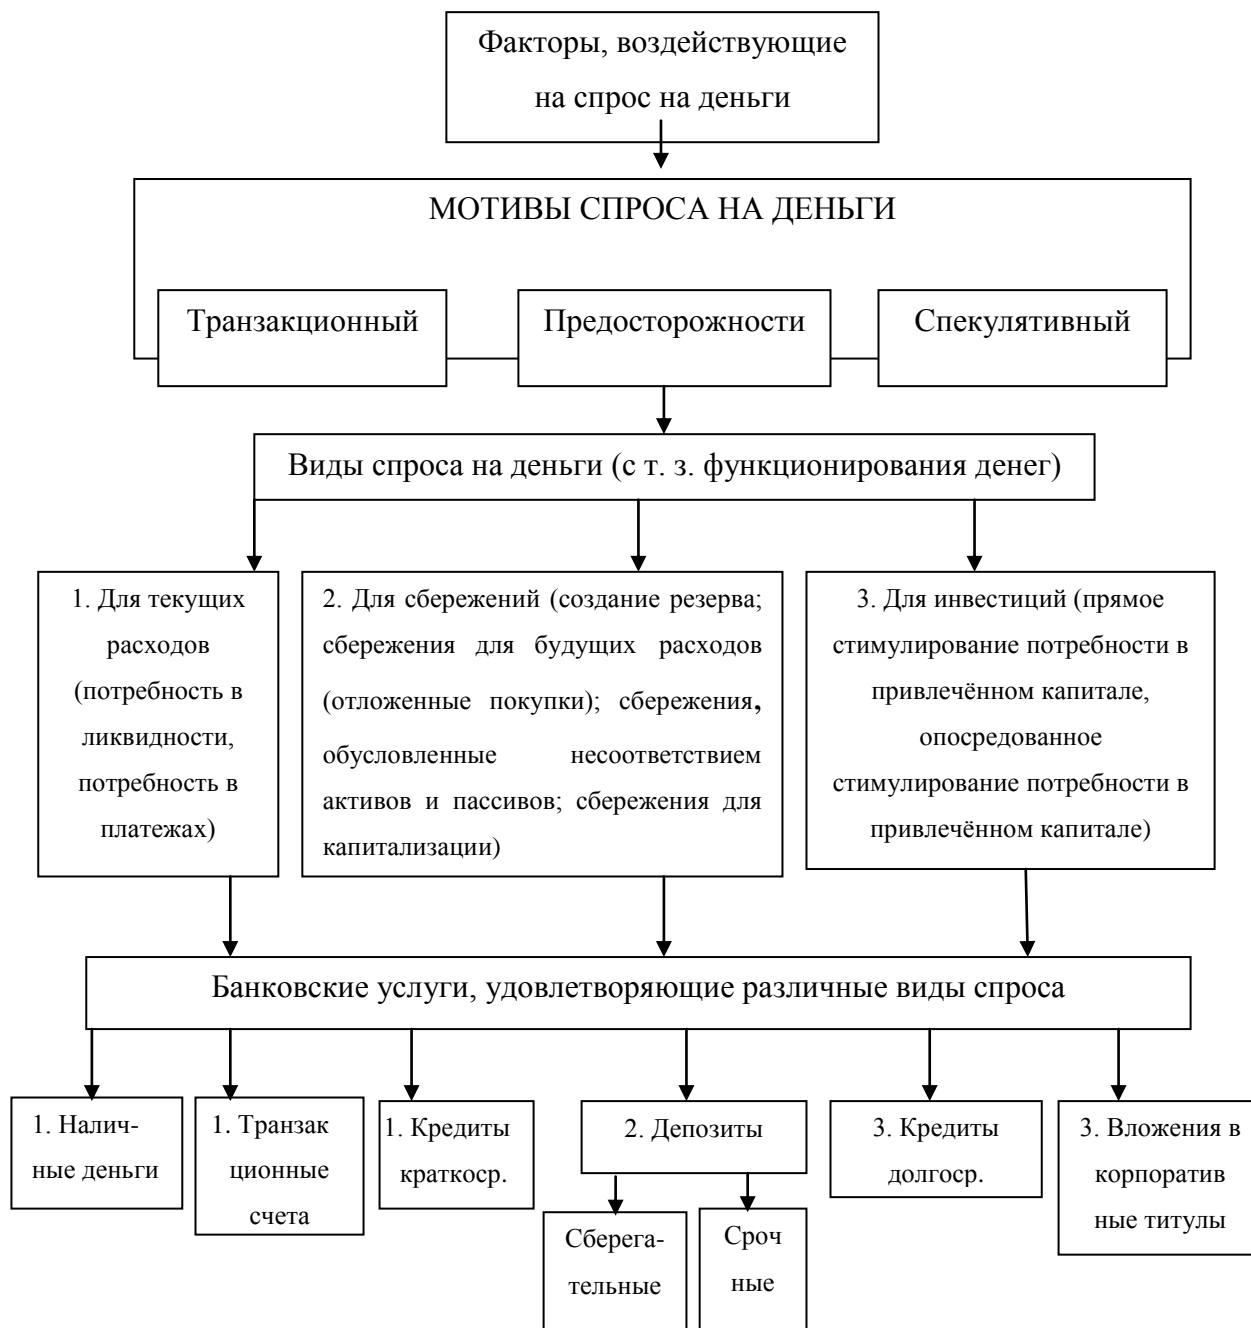 Факторы, воздействующие
на спрос на деньги
МОТИВЫ СПРОСА НА ДЕНЬГИ
Транзакционный
Предосторожности
Спекулятивный
Виды спроса на деньги (с т. з. функционирования денег)
1. Для текущих
расходов
(потребность в
ликвидности,
потребность в
платежах)
2. Для сбережений (создание резерва;
сбережения для будущих расходов
(отложенные покупки); сбережения,
обусловленные несоответствием
активов и пассивов; сбережения для
капитализации)
3. Для инвестиций (прямое
стимулирование потребности в
привлечённом капитале,
опосредованное
стимулирование потребности в
привлечённом капитале)
Банковские услуги, удовлетворяющие различные виды спроса
1. Налич-
ные деньги
1. Транзак
ционные
счета
1. Кредиты
краткоср.
2. Депозиты
Сберега-
тельные
Сроч
ные
3. Кредиты
долгоср.
3. Вложения в
корпоратив
ные титулы